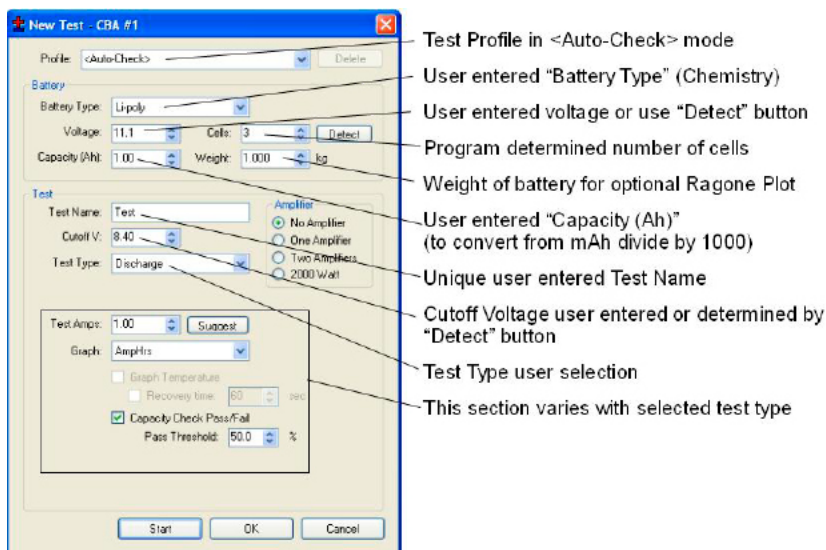 New Test - CBA #1
Profile: <Auto-Check> Delete
Battery
Battery Type: Li-poly
Voltage: 11.1 Cells: 3 Detect
Capacity (Ah): 1.00 Weight: 1.000 kg
Test
Test Name: Test
Cutoff V: 8.40
Test Type: Discharge
Amplifier
No Amplifier
One Amplifier
Two Amplifiers
2000 Watt
Test Amps: 1.00 Suggest
Graph: AmpHrs
Graph Temperature
Recovery time: 60 sec
Capacity Check Pass/Fail
Pass Threshold: 50.0 %
Start OK Cancel
Test Profile in <Auto-Check> mode
User entered “Battery Type” (Chemistry)
User entered voltage or use “Detect” button
Program determined number of cells
Weight of battery for optional Ragone Plot
User entered “Capacity (Ah)”
(to convert from mAh divide by 1000)
Unique user entered Test Name
Cutoff Voltage user entered or determined by
“Detect” button
Test Type user selection
This section varies with selected test type